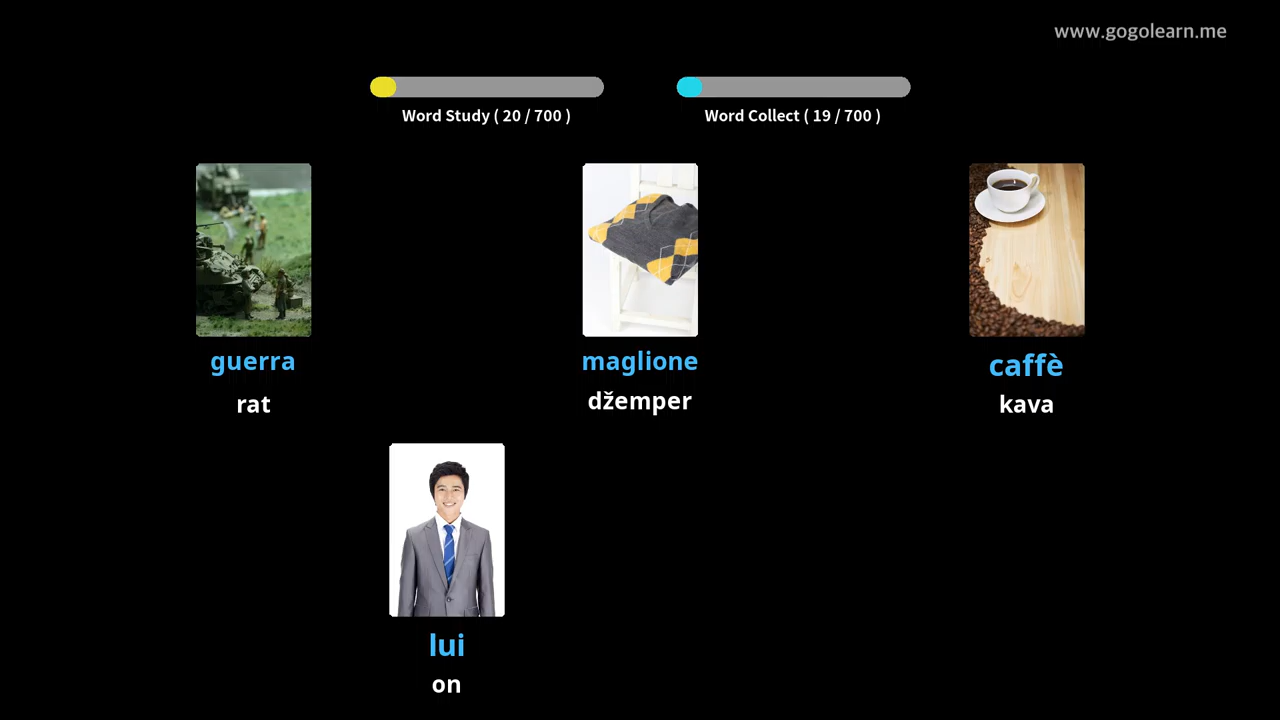 www.gogolearn.me
Word Study ( 20 / 700 )
Word Collect ( 19 / 700 )
guerra
rat
maglione
džemper
caffè
kava
lui
on